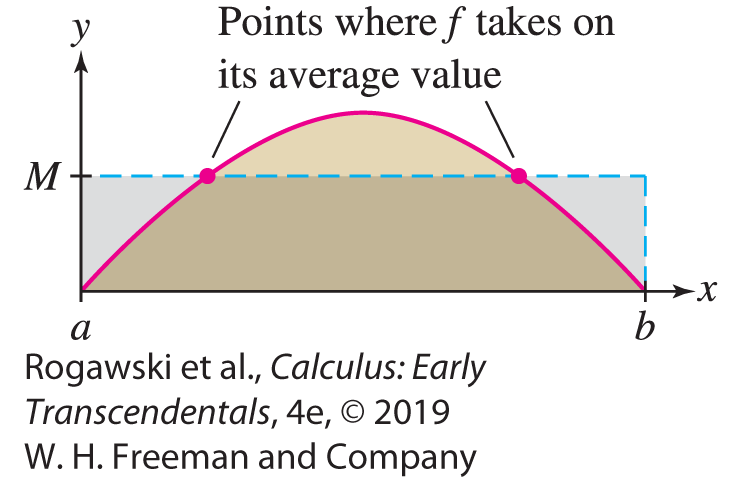 y
Points where f takes on
its average value
M
x
a
b
Rogawski et al., Calculus: Early
Transcendentals, 4e, © 2019
W. H. Freeman and Company